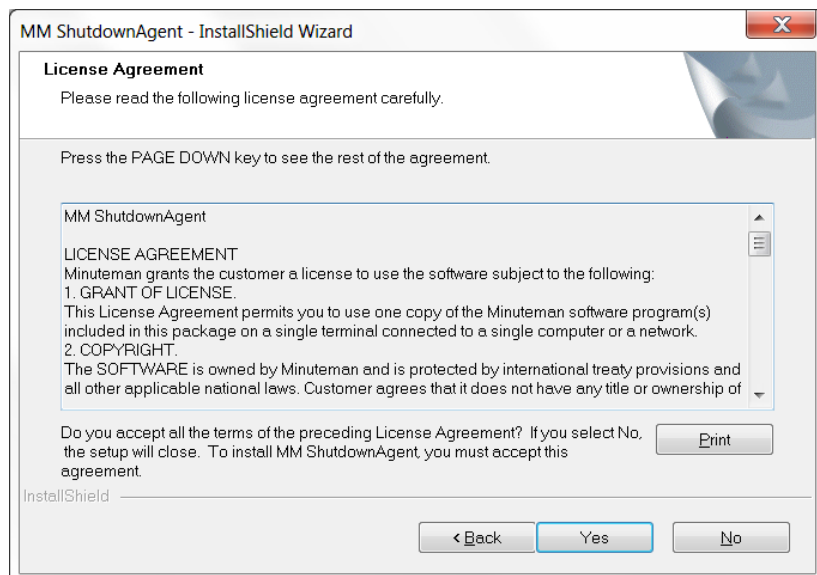 MM ShutdownAgent - InstallShield Wizard
License Agreement
Please read the following license agreement carefully.
Press the PAGE DOWN key to see the rest of the agreement.
MM ShutdownAgent
LICENSE AGREEMENT
Minuteman grants the customer a license to use the software subject to the following:
1. GRANT OF LICENSE.
This License Agreement permits you to use one copy of the Minuteman software program(s)
included in this package on a single terminal connected to a single computer or a network.
2. COPYRIGHT.
The SOFTWARE is owned by Minuteman and is protected by international treaty provisions and
all other applicable national laws. Customer agrees that it does not have any title or ownership of
Do you accept all the terms of the preceding License Agreement? If you select No,
the setup will close. To install MM ShutdownAgent, you must accept this
agreement.
Print
InstallShield
< Back
Yes
No